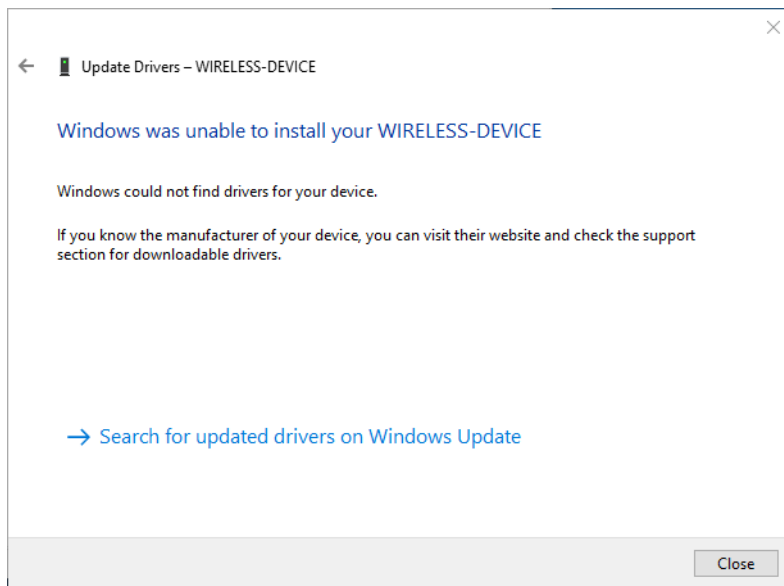 Update Drivers – WIRELESS-DEVICE
Windows was unable to install your WIRELESS-DEVICE
Windows could not find drivers for your device.
If you know the manufacturer of your device, you can visit their website and check the support
section for downloadable drivers.
Search for updated drivers on Windows Update
Close